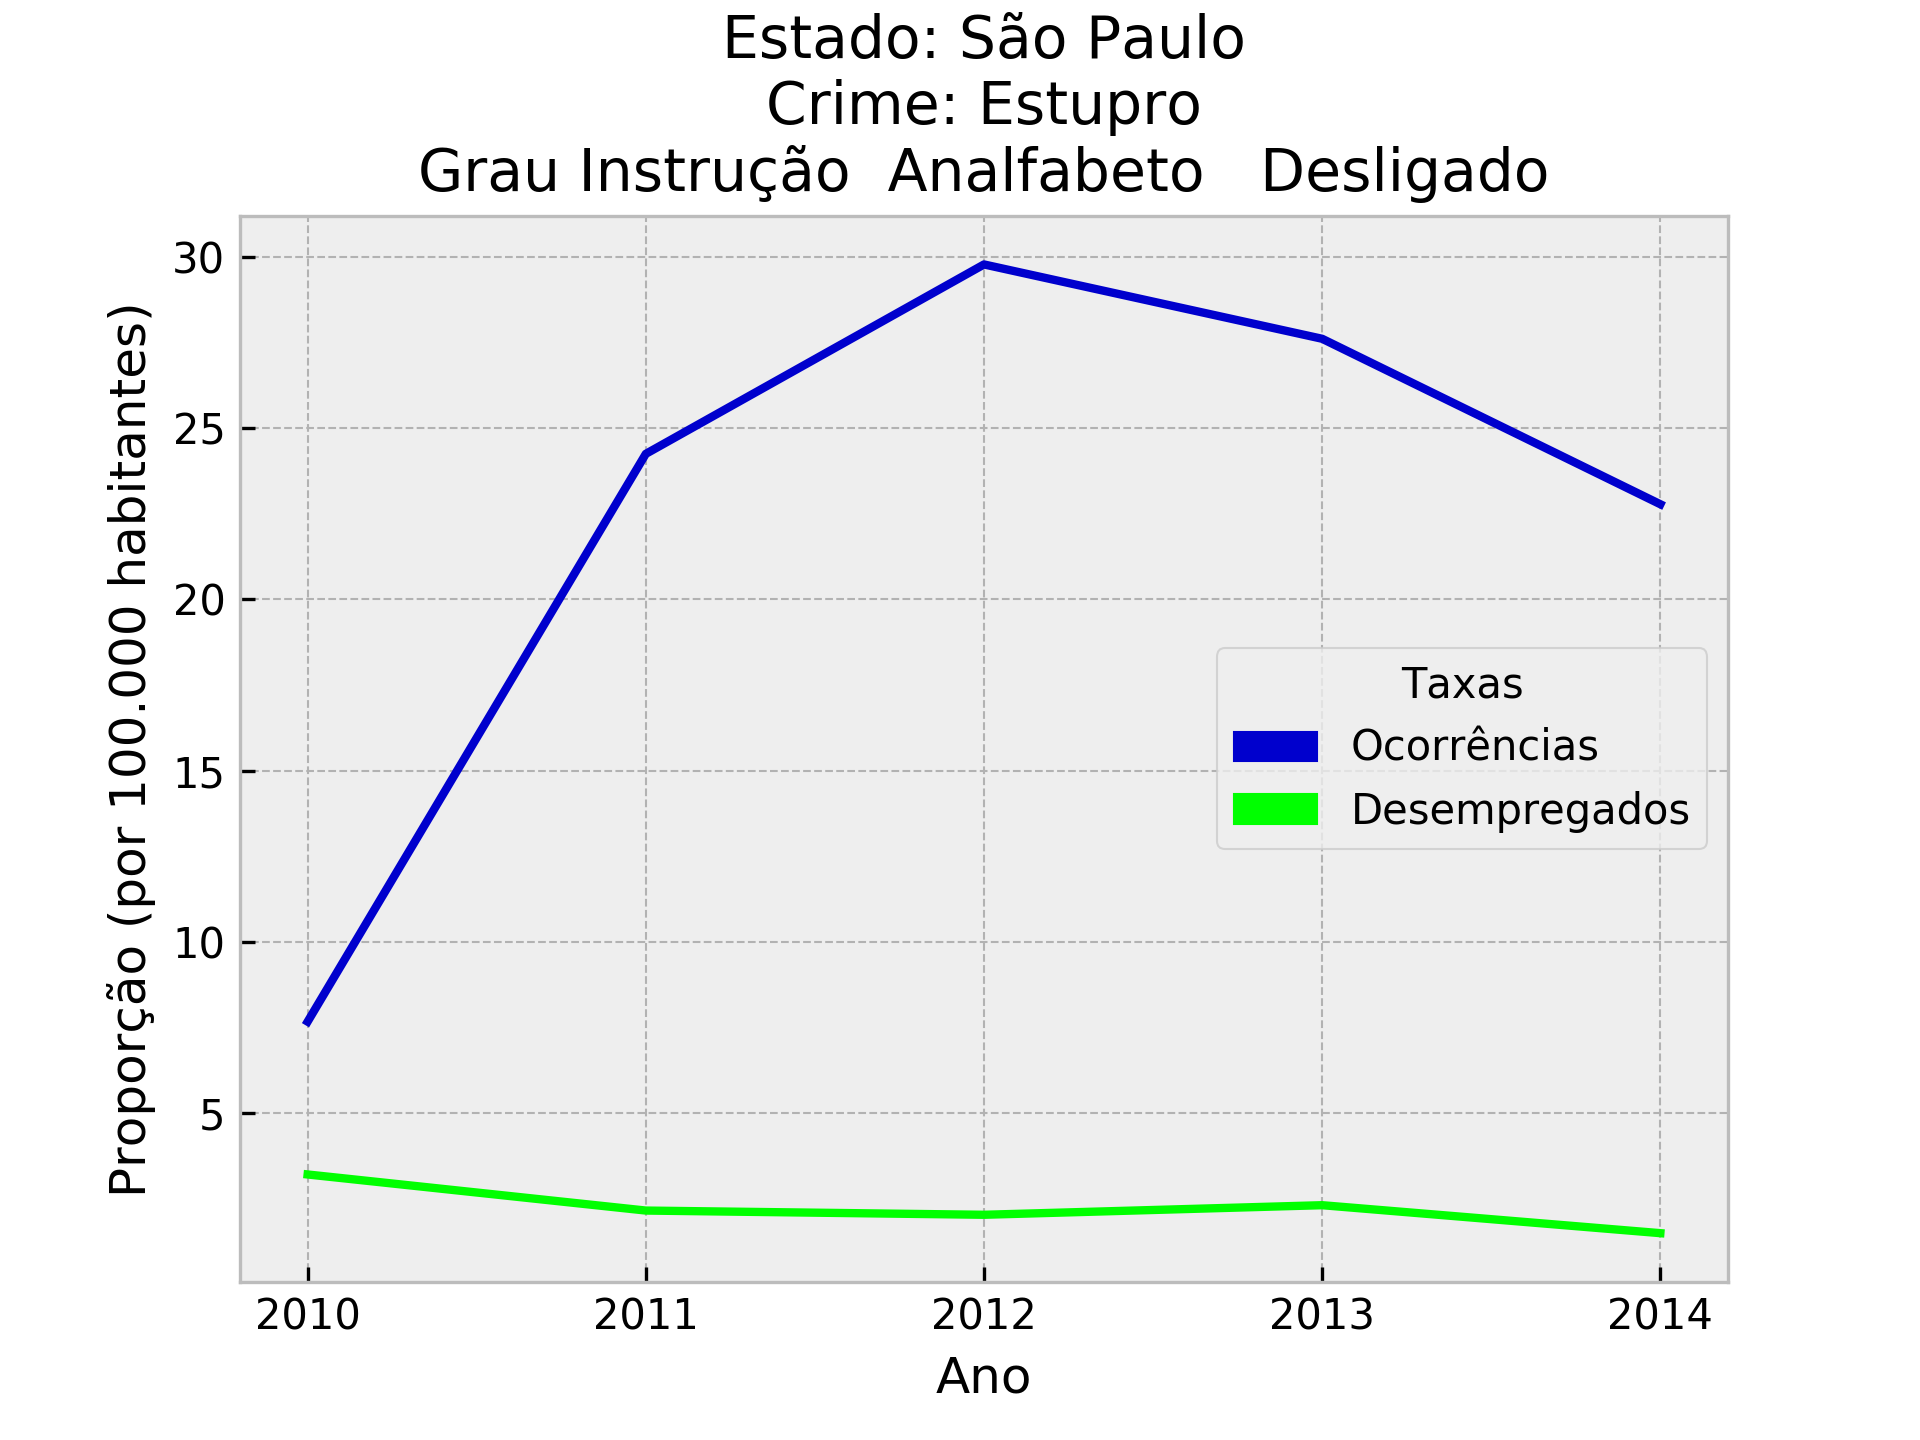 Estado: São Paulo
Crime: Estupro
Grau Instrução  Analfabeto   Desligado
Proporção (por 100.000 habitantes)
30
25
20
15
10
5
Taxas
Ocorrências
Desempregados
2010 2011 2012 2013 2014
Ano